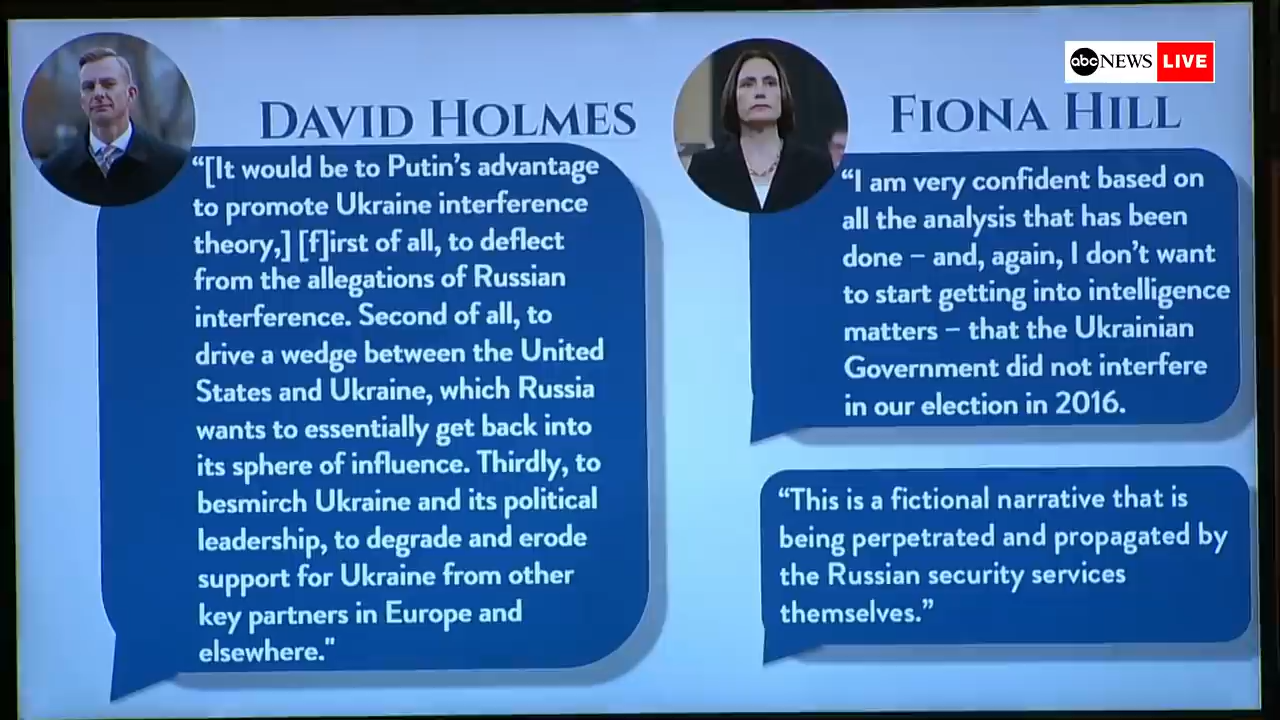 abc NEWS LIVE
DAVID HOLMES
“[It would be to Putin’s advantage
to promote Ukraine interference
theory,] [f]irst of all, to deflect
from the allegations of Russian
interference. Second of all, to
drive a wedge between the United
States and Ukraine, which Russia
wants to essentially get back into
its sphere of influence. Thirdly, to
besmirch Ukraine and its political
leadership, to degrade and erode
support for Ukraine from other
key partners in Europe and
elsewhere."
FIONA HILL
“I am very confident based on
all the analysis that has been
done – and, again, I don’t want
to start getting into intelligence
matters – that the Ukrainian
Government did not interfere
in our election in 2016.
“This is a fictional narrative that is
being perpetrated and propagated by
the Russian security services
themselves.”